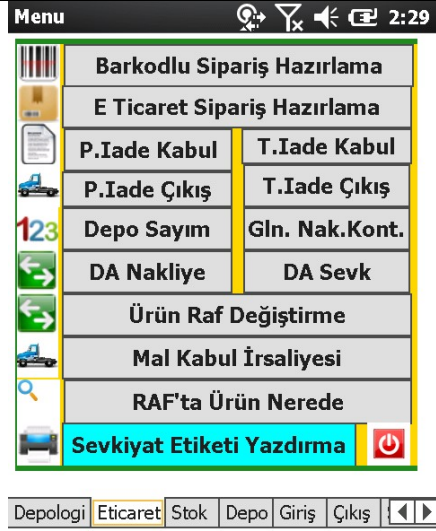 Menu 2:29
Barkodlu Sipariş Hazırlama
E Ticaret Sipariş Hazırlama
P.Iade Kabul T.Iade Kabul
P.Iade Çıkış T.Iade Çıkış
123 Depo Sayım Gln. Nak.Kont.
DA Nakliye DA Sevk
Ürün Raf Değiştirme
Mal Kabul İrsaliyesi
RAF'ta Ürün Nerede
Sevkiyat Etiketi Yazdırma
Depologi Eticaret Stok Depo Giriş Çıkış